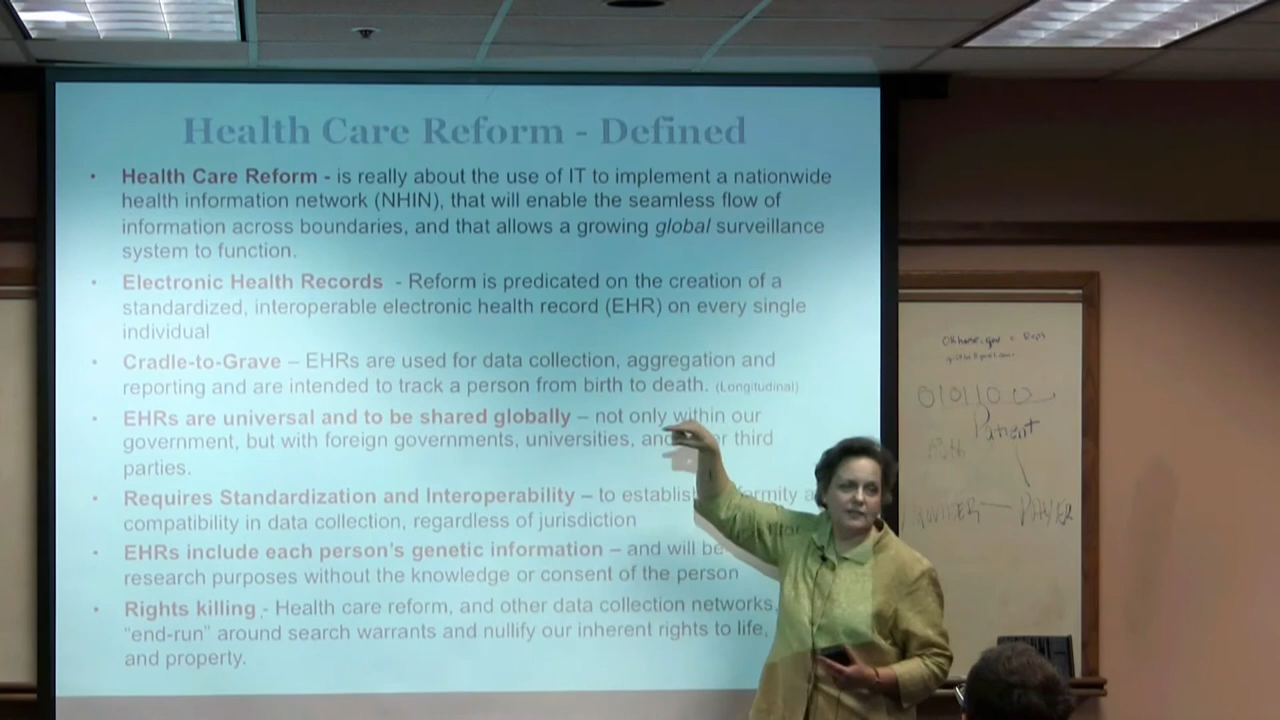 Health Care Reform - Defined
• Health Care Reform - is really about the use of IT to implement a nationwide
health information network (NHIN), that will enable the seamless flow of
information across boundaries, and that allows a growing global surveillance
system to function.
• Electronic Health Records - Reform is predicated on the creation of a
standardized, interoperable electronic health record (EHR) on every single
individual
• Cradle-to-Grave – EHRs are used for data collection, aggregation and
reporting and are intended to track a person from birth to death. (Longitudinal)
• EHRs are universal and to be shared globally – not only within our
government, but with foreign governments, universities, and third
parties.
• Requires Standardization and Interoperability – to
compatibility in data collection, regardless of jurisdiction
• EHRs include each person's genetic information – and will be
research purposes without the knowledge or consent of the person
• Rights killing - Health care reform, and other data collection networks,
"end-run" around search warrants and nullify our inherent rights to life,
and property.
Patient